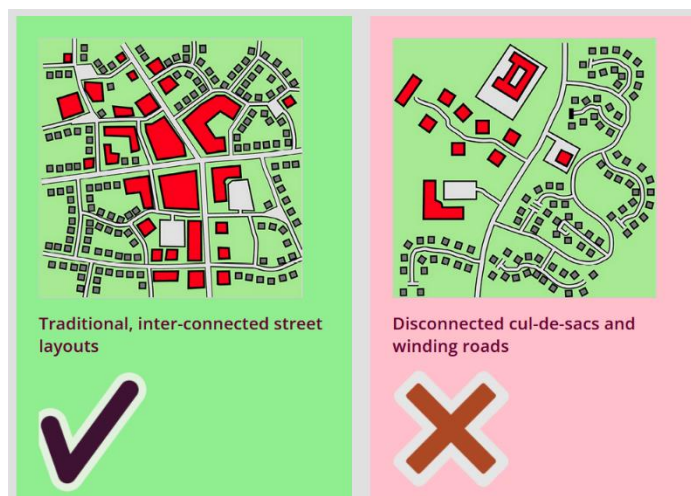 Traditional, inter-connected street
layouts
Disconnected cul-de-sacs and
winding roads